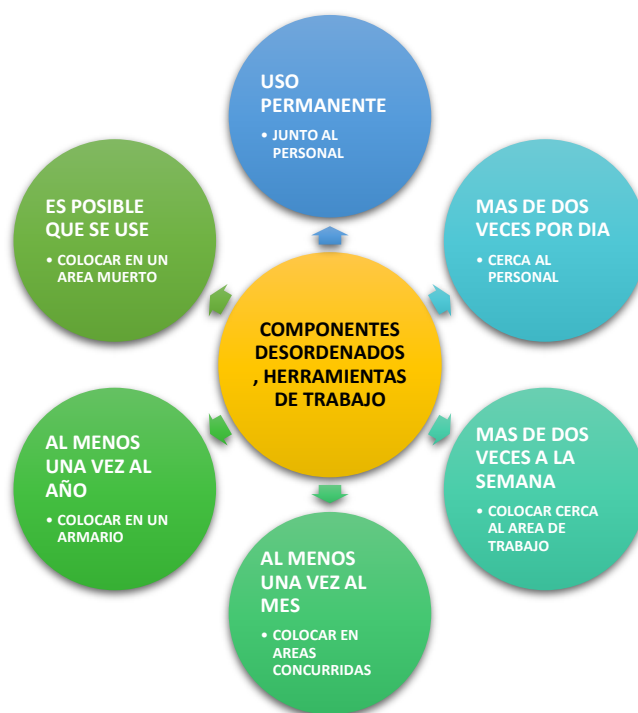 USO
PERMANENTE
• JUNTO AL
PERSONAL
MAS DE DOS
VECES POR DIA
• CERCA AL
PERSONAL
MAS DE DOS
VECES A LA
SEMANA
• COLOCAR CERCA
AL AREA DE
TRABAJO
AL MENOS
UNA VEZ AL
MES
• COLOCAR EN
AREAS
CONCURRIDAS
AL MENOS
UNA VEZ AL
AÑO
• COLOCAR EN UN
ARMARIO
ES POSIBLE
QUE SE USE
• COLOCAR EN UN
AREA MUERTO
COMPONENTES
DESORDENADOS
, HERRAMIENTAS
DE TRABAJO